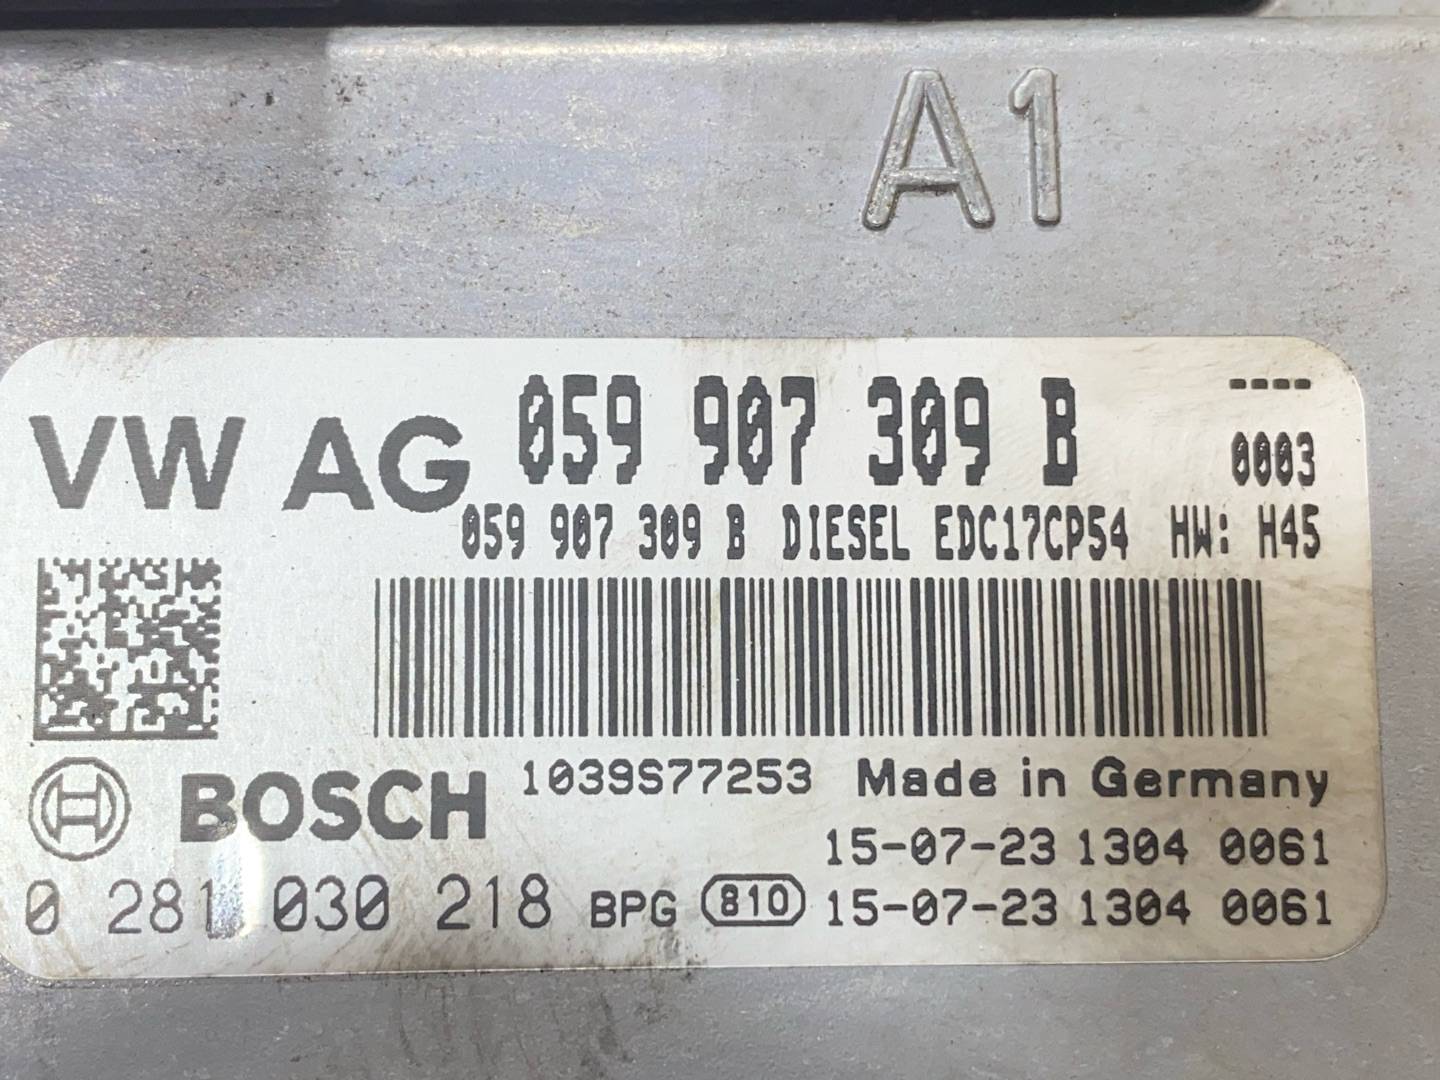 A1
VW AG 059 907 309 B ----
0003
059 907 309 B DIESEL EDC17CP54 HW: H45
BOSCH 1039S77253 Made in Germany
15-07-23 1304 0061
0 281 030 218 BPG 810 15-07-23 1304 0061